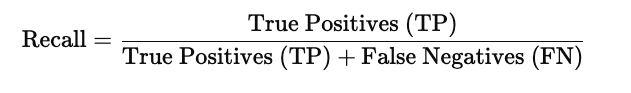 True Positives (TP)
Recall =
True Positives (TP) + False Negatives (FN)